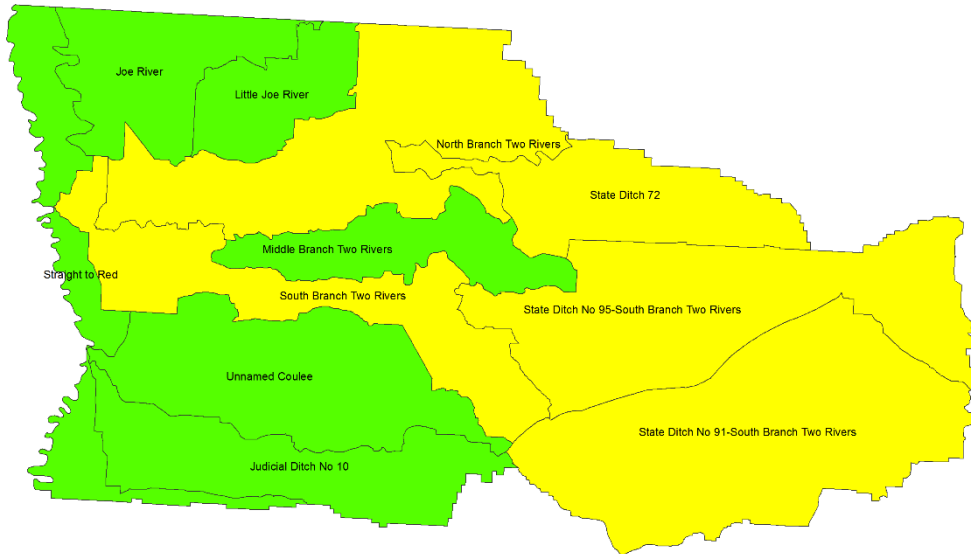 Joe River
Little Joe River
North Branch Two Rivers
State Ditch 72
Middle Branch Two Rivers
Straight to Red
South Branch Two Rivers
State Ditch No 95-South Branch Two Rivers
Unnamed Coulee
State Ditch No 91-South Branch Two Rivers
Judicial Ditch No 10